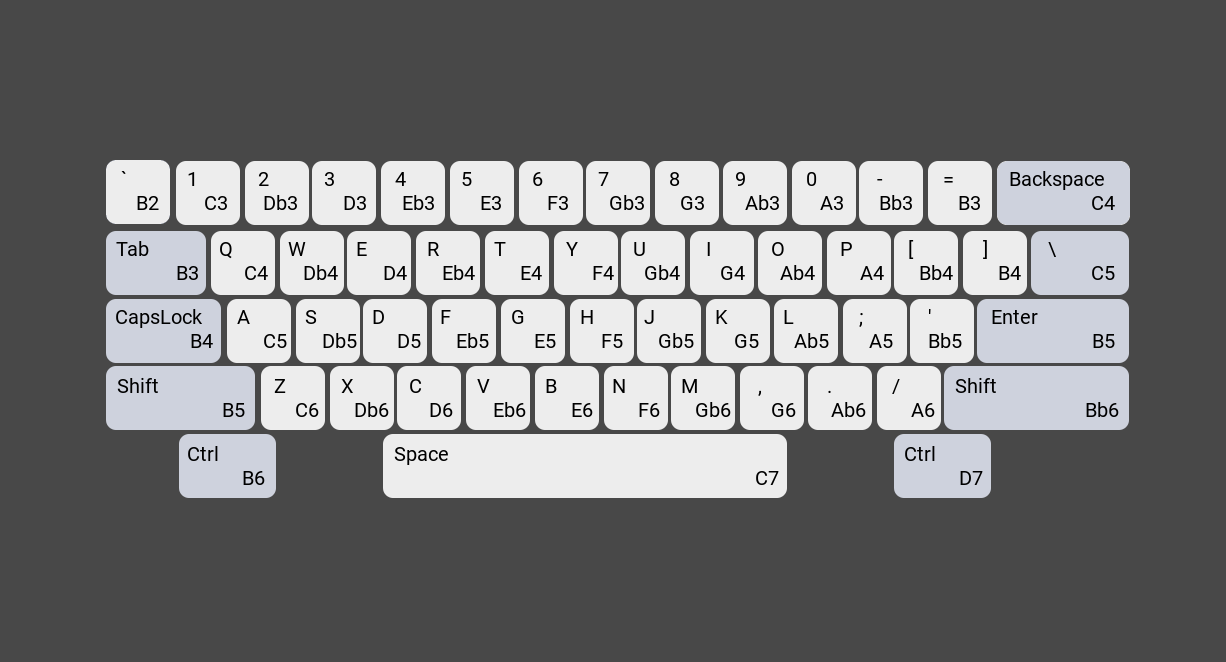 ` 1 2 3 4 5 6 7 8 9 0 - = Backspace
B2 C3 Db3 D3 Eb3 E3 F3 Gb3 G3 Ab3 A3 Bb3 B3 C4
Tab Q W E R T Y U I O P [ ] \
B3 C4 Db4 D4 Eb4 E4 F4 Gb4 G4 Ab4 A4 Bb4 B4 C5
CapsLock A S D F G H J K L ; ' Enter
B4 C5 Db5 D5 Eb5 E5 F5 Gb5 G5 Ab5 A5 Bb5 B5
Shift Z X C V B N M , . / Shift
B5 C6 Db6 D6 Eb6 E6 F6 Gb6 G6 Ab6 A6 Bb6
Ctrl Space Ctrl
B6 C7 D7